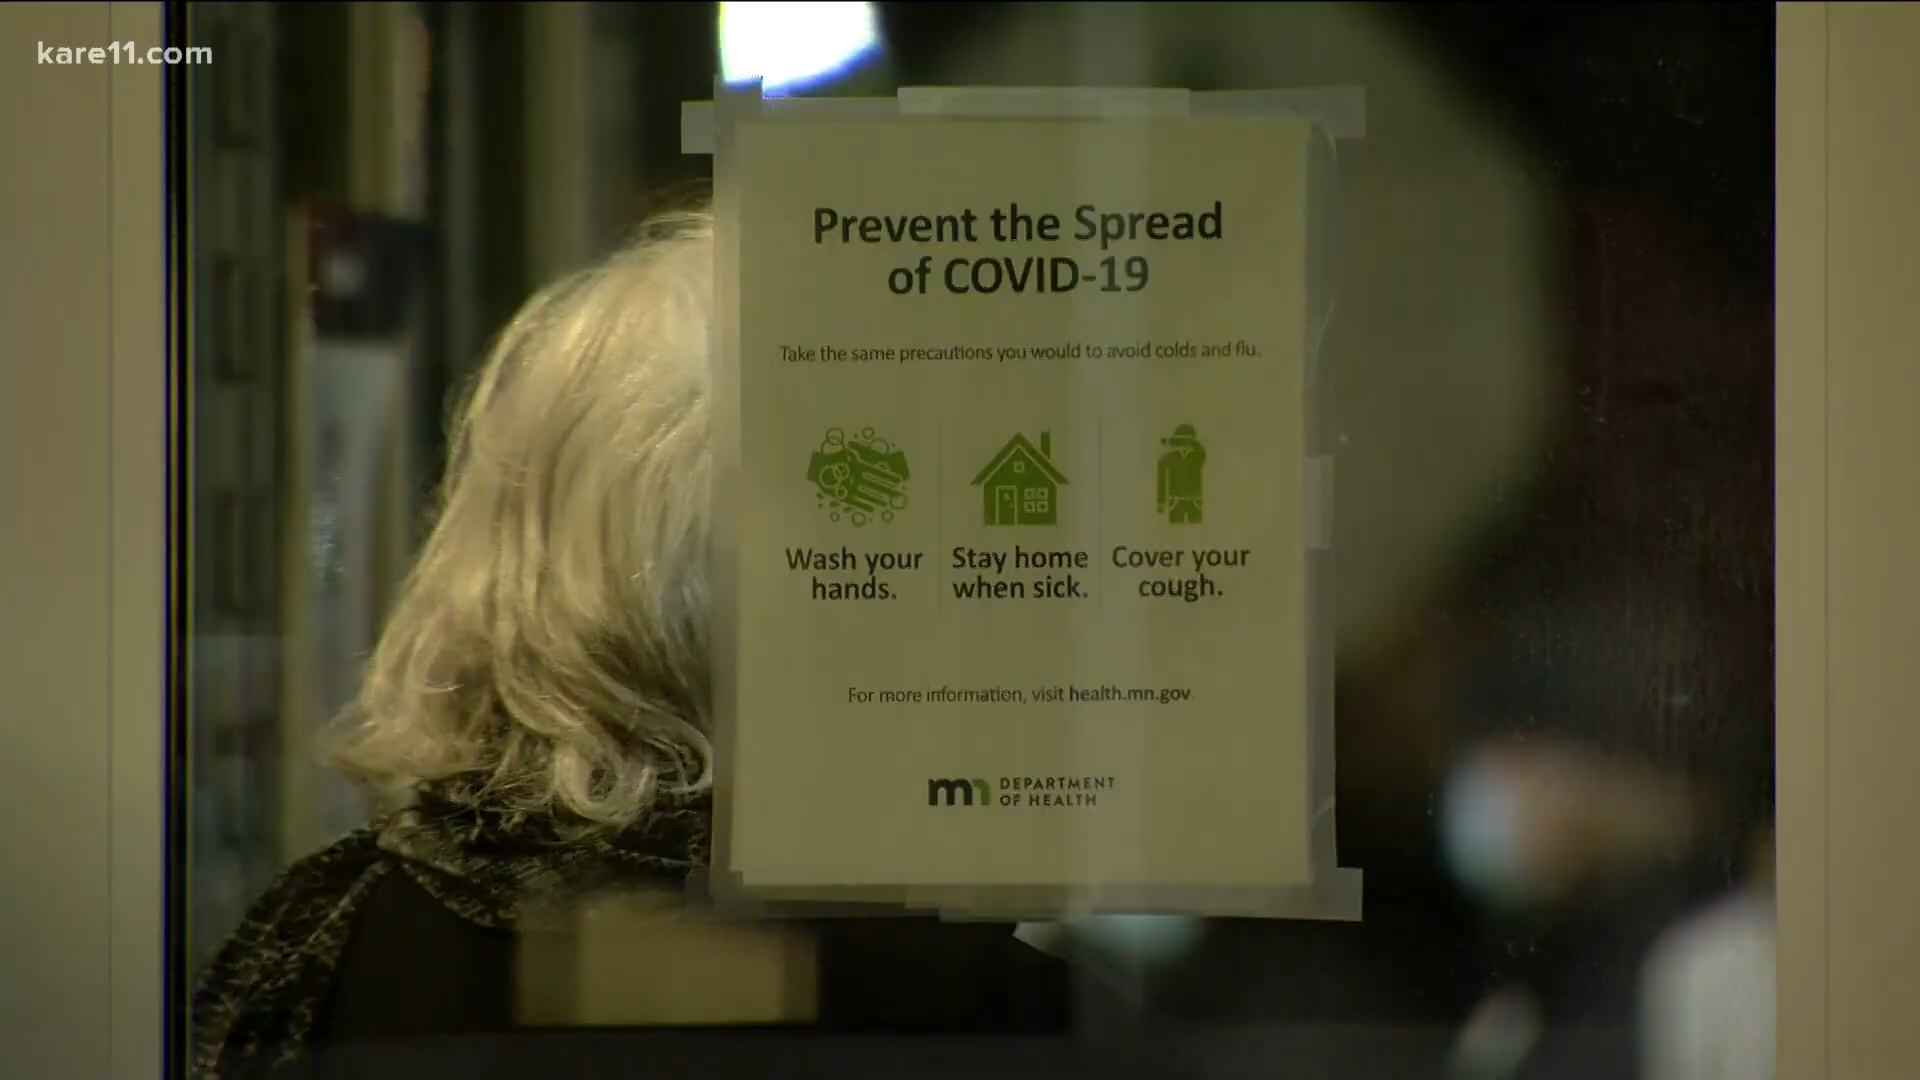 kare11.com
Prevent the Spread
of COVID-19
Take the same precautions you would to avoid colds and flu.
Wash your
hands.
Stay home
when sick.
Cover your
cough.
For more information, visit health.mn.gov.
mn DEPARTMENT
OF HEALTH